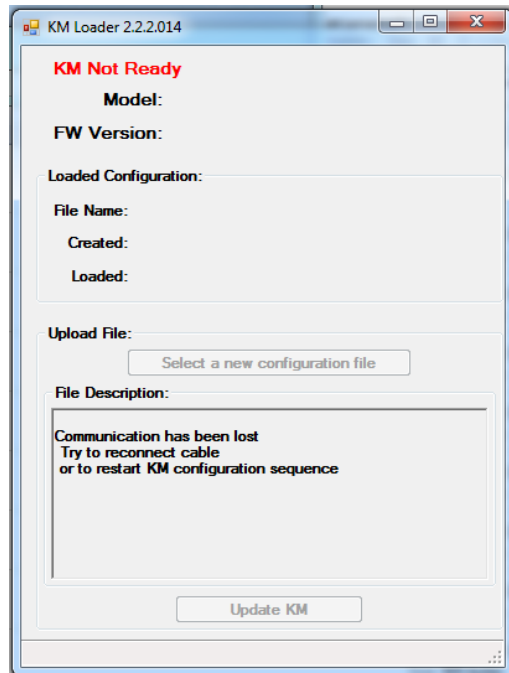 KM Loader 2.2.2.014
KM Not Ready
Model:
FW Version:
Loaded Configuration:
File Name:
Created:
Loaded:
Upload File:
Select a new configuration file
File Description:
Communication has been lost
Try to reconnect cable
or to restart KM configuration sequence
Update KM